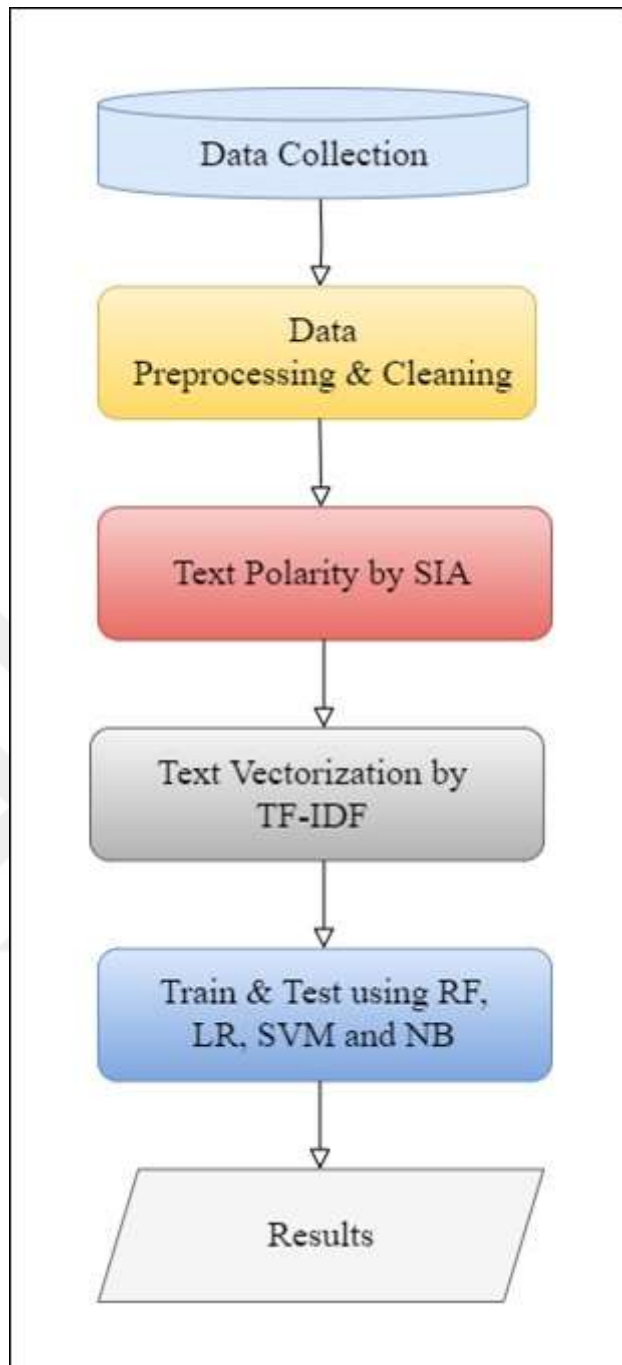 Data Collection
Data
Preprocessing & Cleaning
Text Polarity by SIA
Text Vectorization by
TF-IDF
Train & Test using RF,
LR, SVM and NB
Results